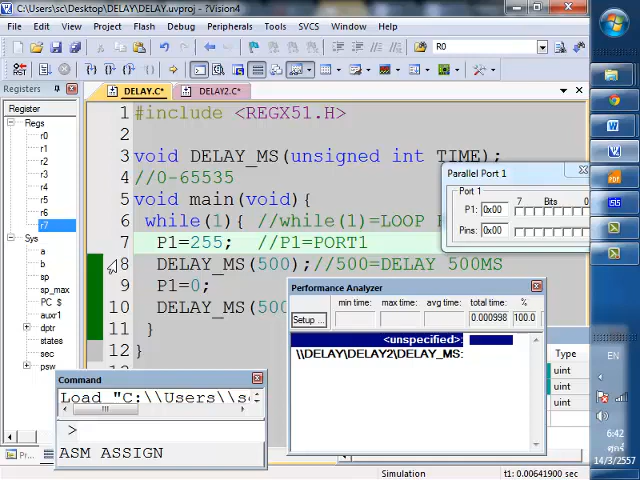 C:\Users\sc\Desktop\DELAY\DELAY.uvproj - µVision4
File Edit View Project Flash Debug Peripherals Tools SVCS Window Help
R0
Registers
DELAY.C* DELAY2.C*
Register
Regs
r0
r1
r2
r3
r4
r5
r6
r7
Sys
a
b
sp
sp_max
PC $
dptr
states
sec
psw
1 #include <REGX51.H>
2
3 void DELAY_MS(unsigned int TIME);
4 //0-65535
5 void main(void){
6 while(1){ //while(1)=LOOP
7 P1=255; //P1=PORT1
8 DELAY_MS(500);//500=DELAY 500MS
9 P1=0;
10 DELAY_MS(500
11 }
12 }
Parallel Port 1
Port 1
7 Bits
P1: 0x00
Pins: 0x00
Performance Analyzer
min time: max time: avg time: total time: %
Setup ... 0.000998 100.0
<unspecified>:
\\DELAY\DELAY2\DELAY_MS:
Type
uint
uint
uint
Command
Load "C:\\Users\\s
>
ASM ASSIGN
Simulation t1: 0.00641900 sec
EN
6:42
ศุกร์
14/3/2557